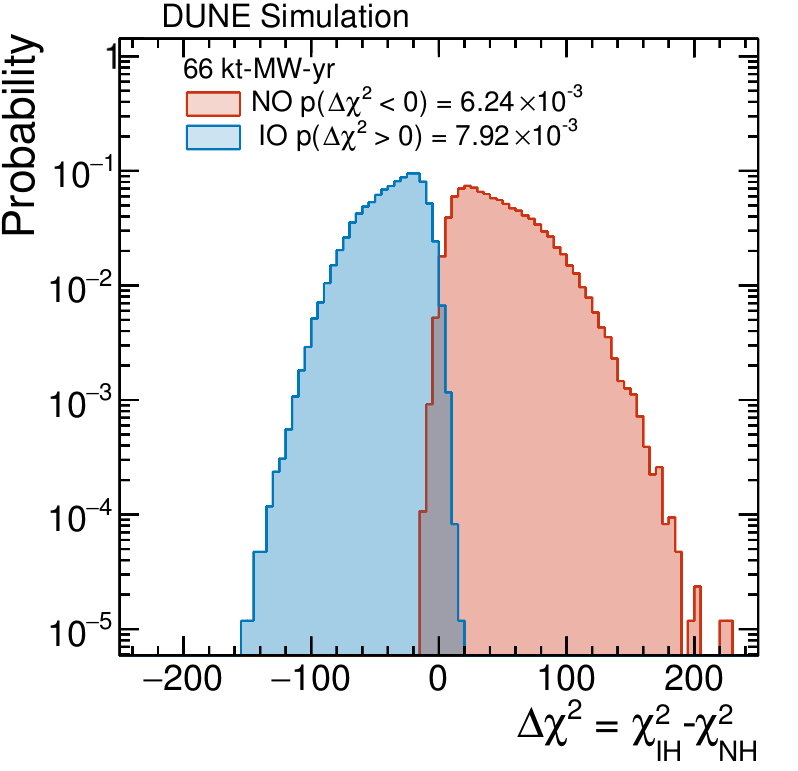 DUNE Simulation
Probability
66 kt-MW-yr
NO p(Δχ² < 0) = 6.24×10⁻³
IO p(Δχ² > 0) = 7.92×10⁻³
1
10⁻¹
10⁻²
10⁻³
10⁻⁴
10⁻⁵
−200 −100 0 100 200
Δχ² = χ²_IH-χ²_NH